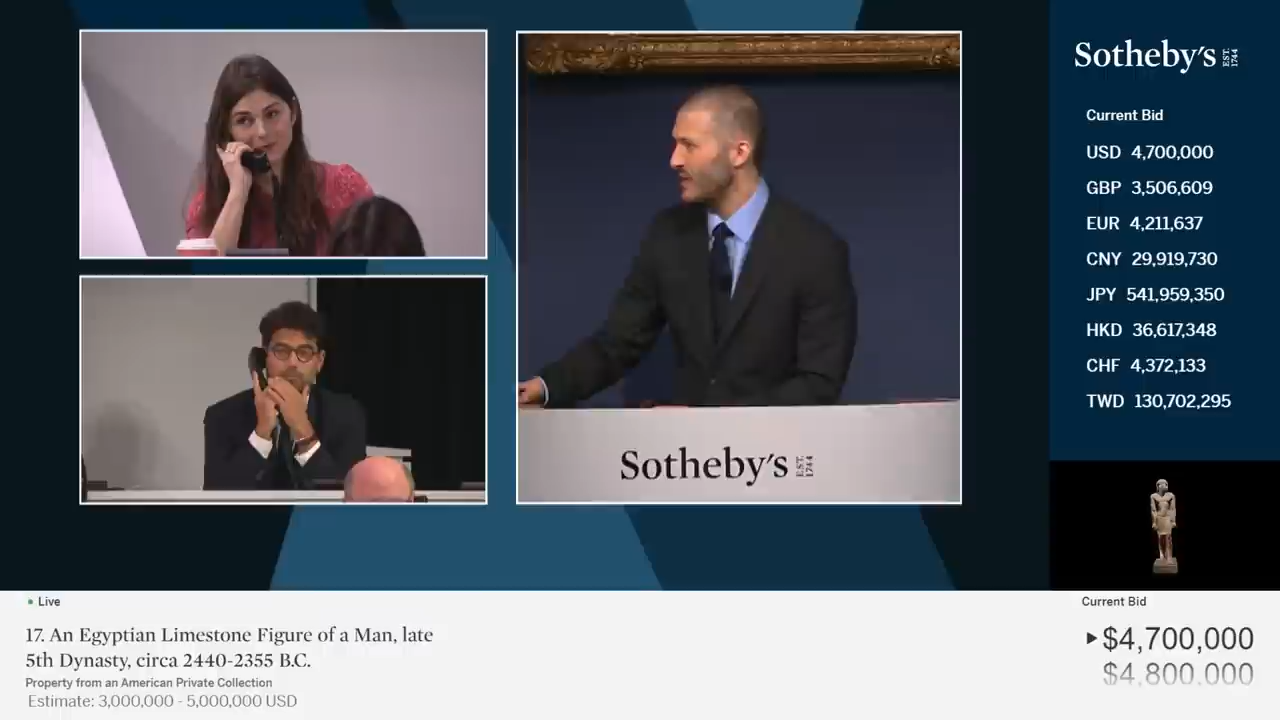 Sotheby's EST. 1744
Current Bid
USD 4,700,000
GBP 3,506,609
EUR 4,211,637
CNY 29,919,730
JPY 541,959,350
HKD 36,617,348
CHF 4,372,133
TWD 130,702,295
Sotheby's EST. 1744
Live
17. An Egyptian Limestone Figure of a Man, late
5th Dynasty, circa 2440-2355 B.C.
Property from an American Private Collection
Estimate: 3,000,000 - 5,000,000 USD
Current Bid
$4,700,000
$4,800,000